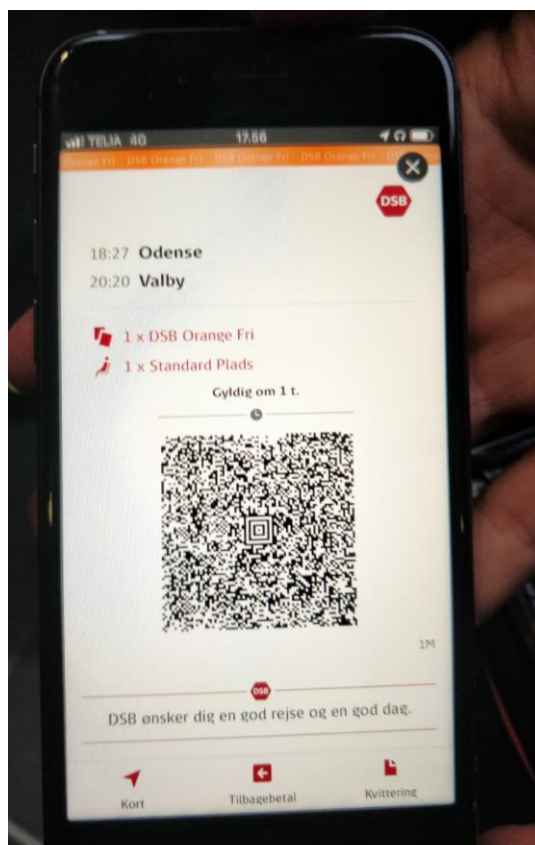 TELIA 4G 17.56
Orange Fri DSB Orange Fri DSB Orange Fri DSB Orange Fri
DSB
18:27 Odense
20:20 Valby
1 x DSB Orange Fri
1 x Standard Plads
Gyldig om 1 t.
1M
DSB
DSB ønsker dig en god rejse og en god dag.
Kort Tilbagebetal Kvittering